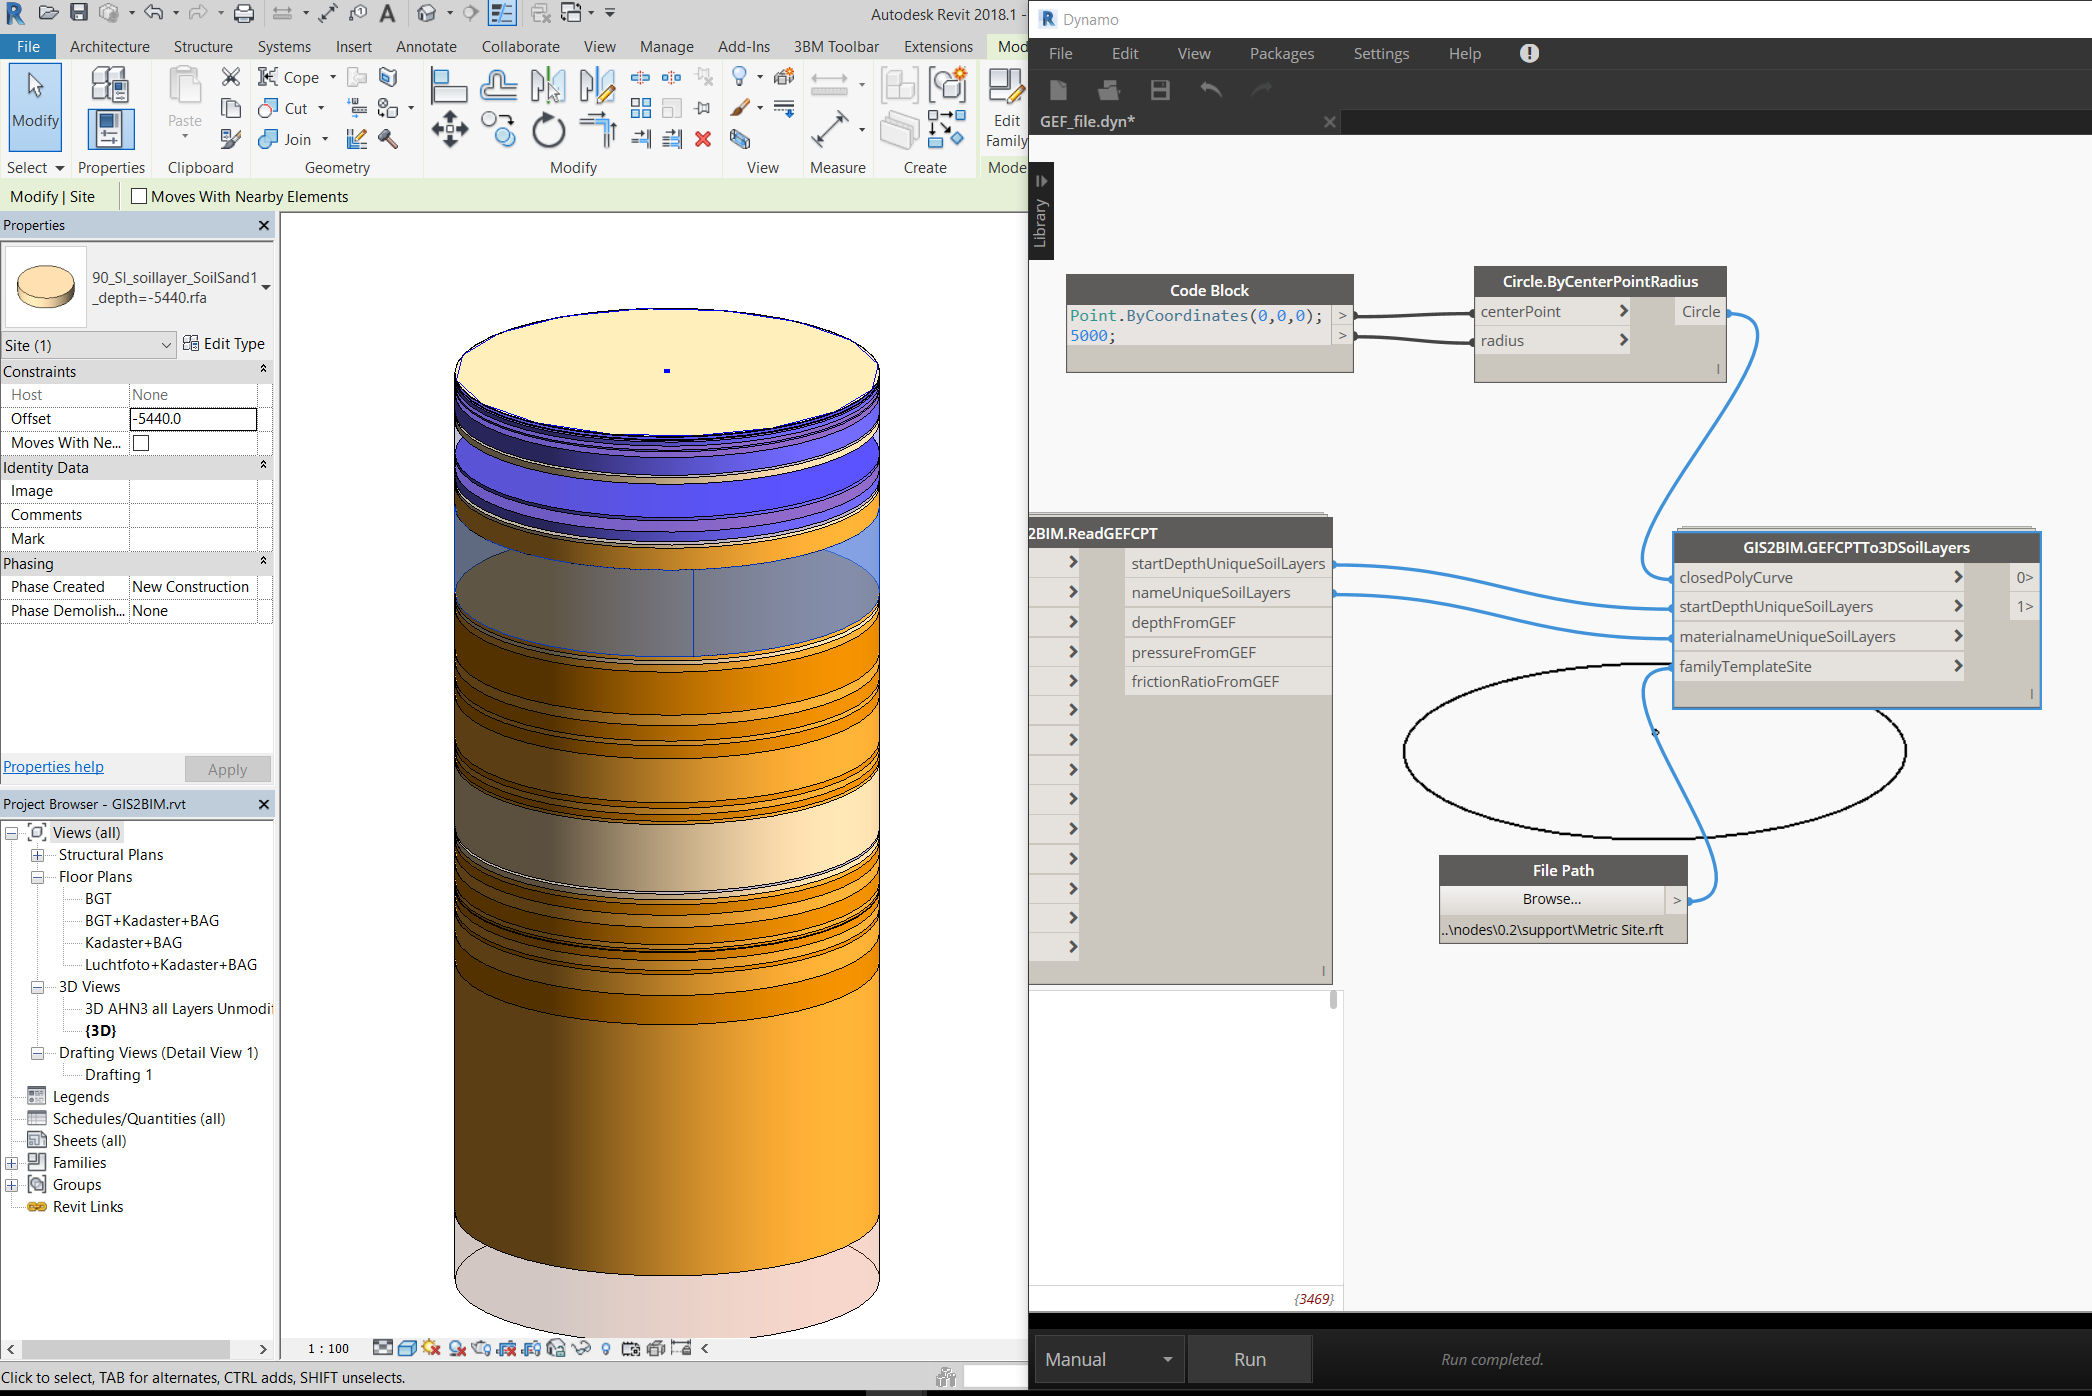 Autodesk Revit 2018.1 -
File Architecture Structure Systems Insert Annotate Collaborate View Manage Add-Ins 3BM Toolbar Extensions Mod
Modify
Paste
Cope
Cut
Join
Edit
Family
Select Properties Clipboard Geometry Modify View Measure Create Mode
Modify | Site Moves With Nearby Elements
Properties
90_SI_soillayer_SoilSand1
_depth=-5440.rfa
Site (1) Edit Type
Constraints
Host None
Offset -5440.0
Moves With Ne...
Identity Data
Image
Comments
Mark
Phasing
Phase Created New Construction
Phase Demolish... None
Properties help Apply
Project Browser - GIS2BIM.rvt
Views (all)
Structural Plans
Floor Plans
BGT
BGT+Kadaster+BAG
Kadaster+BAG
Luchtfoto+Kadaster+BAG
3D Views
3D AHN3 all Layers Unmodif
{3D}
Drafting Views (Detail View 1)
Drafting 1
Legends
Schedules/Quantities (all)
Sheets (all)
Families
Groups
Revit Links
1 : 100
Click to select, TAB for alternates, CTRL adds, SHIFT unselects.
Dynamo
File Edit View Packages Settings Help
GEF_file.dyn*
Library
Code Block
Point.ByCoordinates(0,0,0); >
5000; >
Circle.ByCenterPointRadius
centerPoint > Circle
radius >
2BIM.ReadGEFCPT
startDepthUniqueSoilLayers
nameUniqueSoilLayers
depthFromGEF
pressureFromGEF
frictionRatioFromGEF
{3469}
GIS2BIM.GEFCPTTo3DSoilLayers
closedPolyCurve > 0>
startDepthUniqueSoilLayers > 1>
materialnameUniqueSoilLayers >
familyTemplateSite >
File Path
Browse... >
..\nodes\0.2\support\Metric Site.rft
Manual Run Run completed.